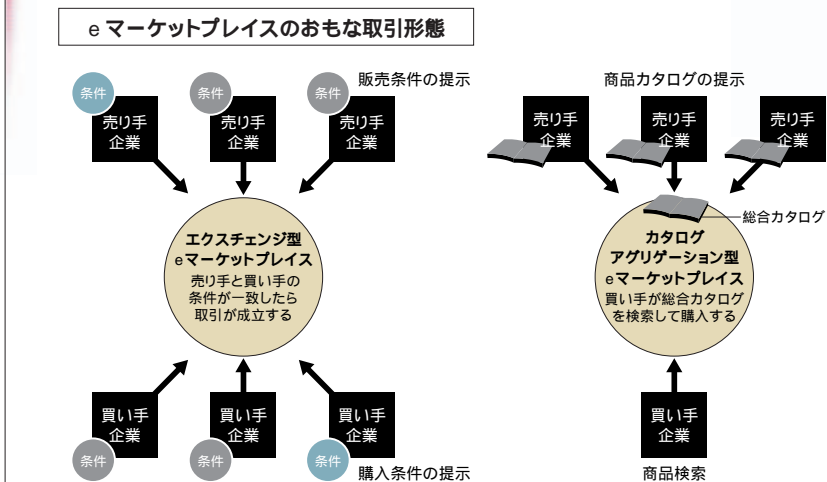 eマーケットプレイスのおもな取引形態
販売条件の提示
条件
条件
条件
売り手
企業
売り手
企業
売り手
企業
エクスチェンジ型
eマーケットプレイス
売り手と買い手の
条件が一致したら
取引が成立する
買い手
企業
買い手
企業
買い手
企業
条件
条件
条件
購入条件の提示
商品カタログの提示
売り手
企業
売り手
企業
売り手
企業
総合カタログ
カタログ
アグリゲーション型
eマーケットプレイス
買い手が総合カタログ
を検索して購入する
買い手
企業
商品検索